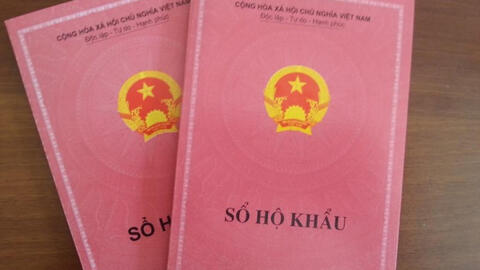 CỘNG HÒA XÃ HỘI CHỦ NGHĨA VIỆT NAM
Độc lập - Tự do - Hạnh phúc
SỔ H
CỘNG HÒA XÃ HỘI CHỦ NGHĨA VIỆT NAM
Độc lập - Tự do - Hạnh phúc
SỔ HỘ KHẨU